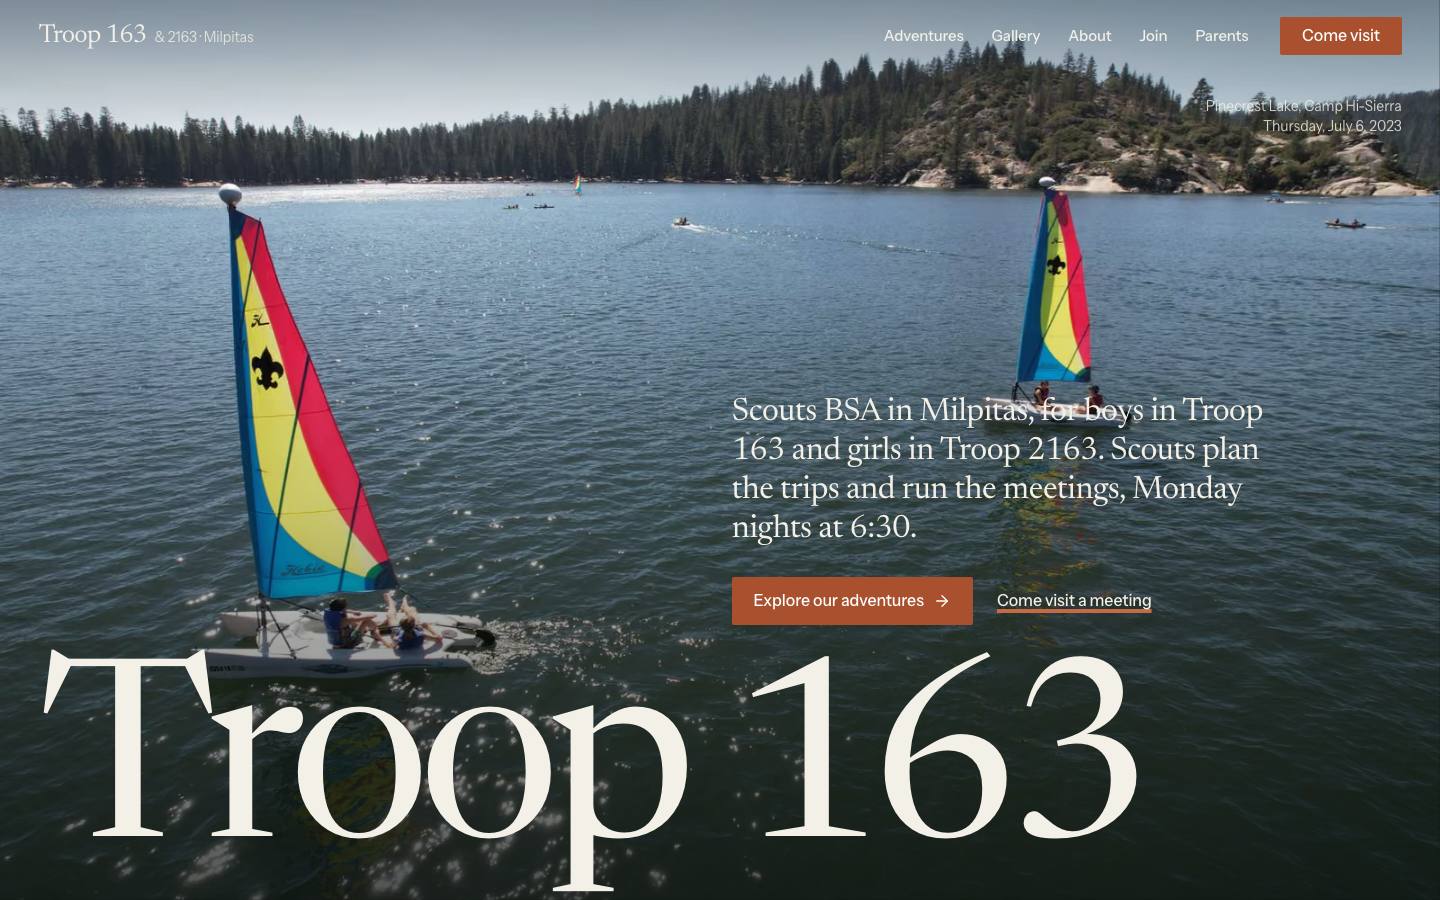 Troop 163 & 2163 · Milpitas
Adventures Gallery About Join Parents Come visit
Pinecrest Lake, Camp Hi-Sierra
Thursday, July 6, 2023
Scouts BSA in Milpitas, for boys in Troop
163 and girls in Troop 2163. Scouts plan
the trips and run the meetings, Monday
nights at 6:30.
Explore our adventures → Come visit a meeting
Hobie
Troop 163